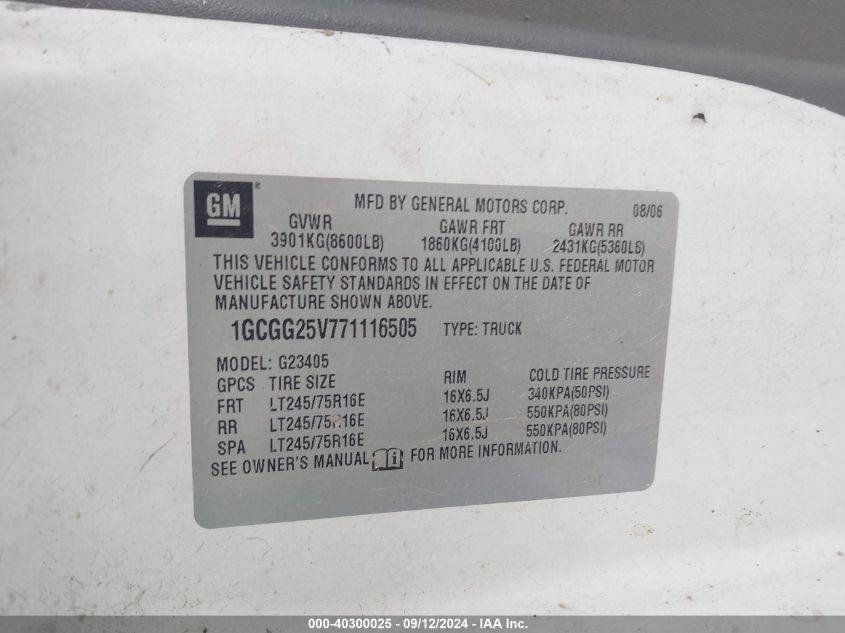 GM ®
MFD BY GENERAL MOTORS CORP. 08/06
GVWR GAWR FRT GAWR RR
3901KG(8600LB) 1860KG(4100LB) 2431KG(5360LB)
THIS VEHICLE CONFORMS TO ALL APPLICABLE U.S. FEDERAL MOTOR
VEHICLE SAFETY STANDARDS IN EFFECT ON THE DATE OF
MANUFACTURE SHOWN ABOVE.
1GCGG25V771116505 TYPE: TRUCK
MODEL: G23405
GPCS TIRE SIZE RIM COLD TIRE PRESSURE
FRT LT245/75R16E 16X6.5J 340KPA(50PSI)
RR LT245/75R16E 16X6.5J 550KPA(80PSI)
SPA LT245/75R16E 16X6.5J 550KPA(80PSI)
SEE OWNER'S MANUAL FOR MORE INFORMATION.
000-40300025 - 09/12/2024 - IAA Inc.